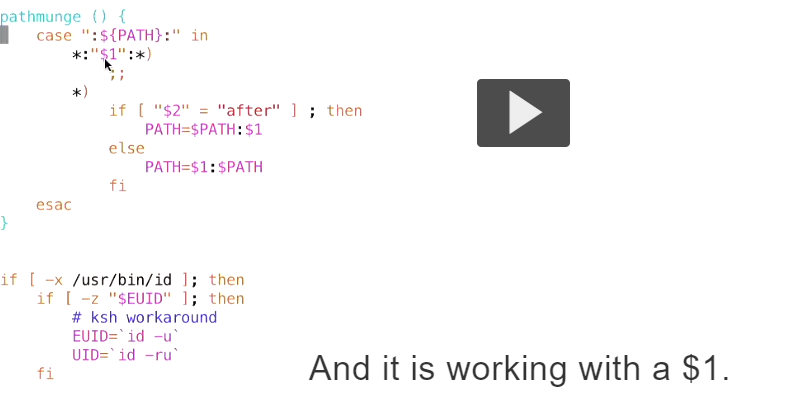 pathmunge () {
    case ":${PATH}:" in
        *:"$1":*)
            ;;
        *)
            if [ "$2" = "after" ] ; then
                PATH=$PATH:$1
            else
                PATH=$1:$PATH
            fi
    esac
}
if [ -x /usr/bin/id ]; then
    if [ -z "$EUID" ]; then
        # ksh workaround
        EUID=`id -u`
        UID=`id -ru`
    fi
And it is working with a $1.